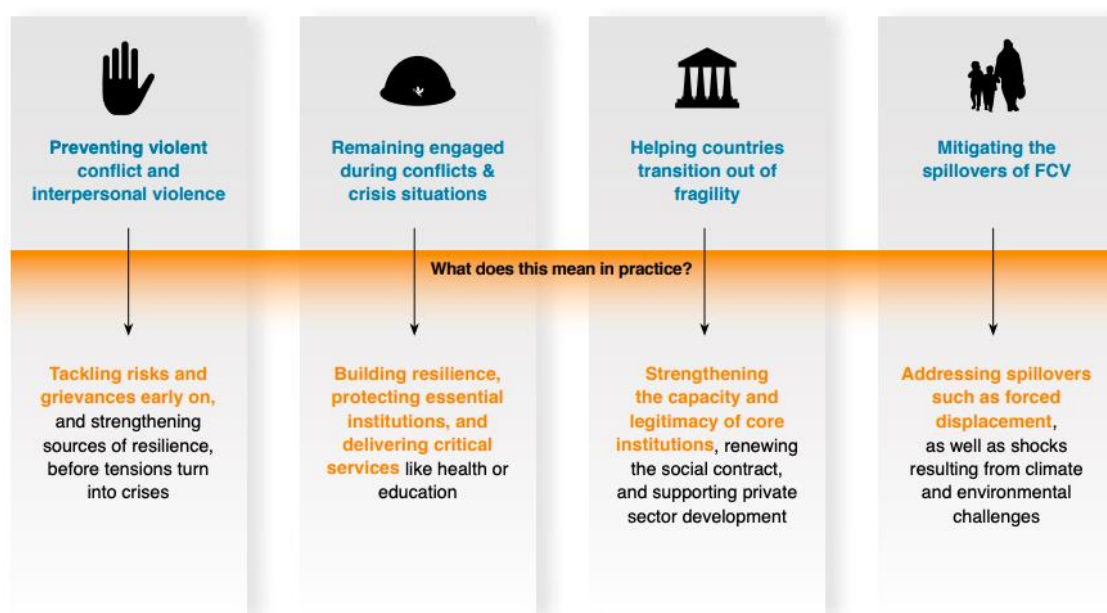 Preventing violent
conflict and
interpersonal violence
Remaining engaged
during conflicts &
crisis situations
Helping countries
transition out of
fragility
Mitigating the
spillovers of FCV
What does this mean in practice?
Tackling risks and
grievances early on,
and strengthening
sources of resilience,
before tensions turn
into crises
Building resilience,
protecting essential
institutions, and
delivering critical
services like health or
education
Strengthening
the capacity and
legitimacy of core
institutions, renewing
the social contract,
and supporting private
sector development
Addressing spillovers
such as forced
displacement,
as well as shocks
resulting from climate
and environmental
challenges